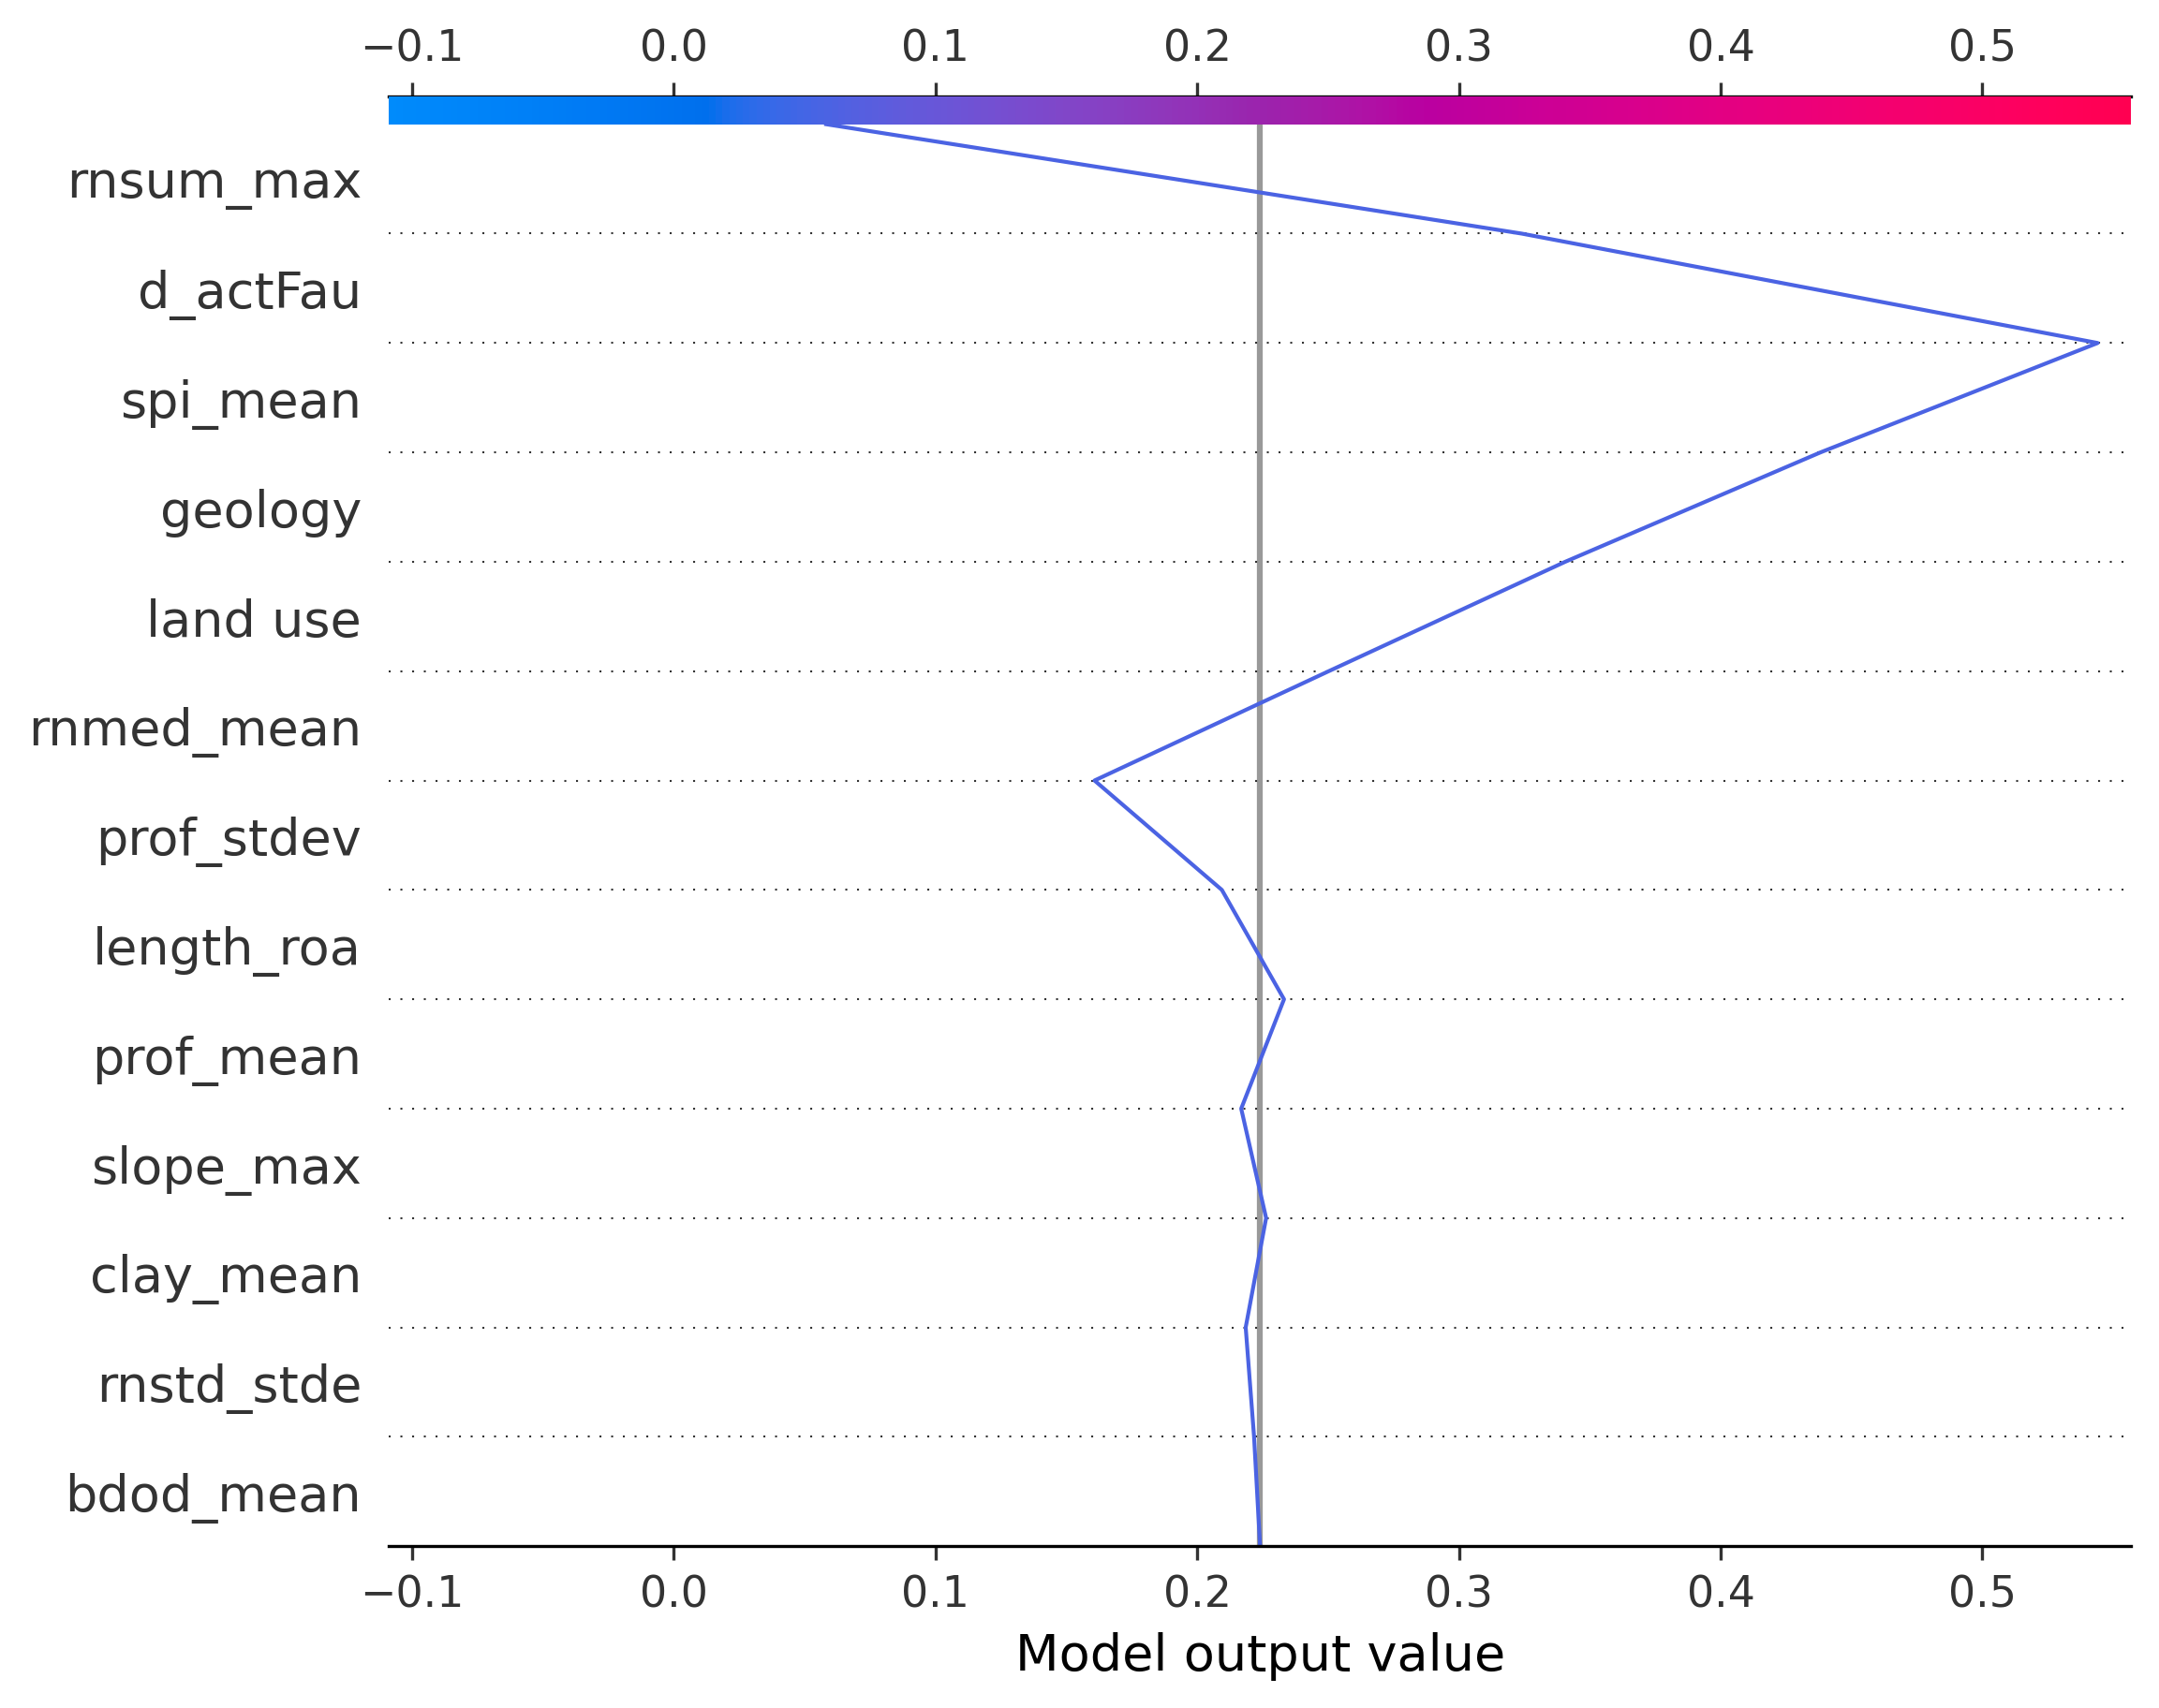 −0.1 0.0 0.1 0.2 0.3 0.4 0.5
rnsum_max
d_actFau
spi_mean
geology
land use
rnmed_mean
prof_stdev
length_roa
prof_mean
slope_max
clay_mean
rnstd_stde
bdod_mean
−0.1 0.0 0.1 0.2 0.3 0.4 0.5
Model output value